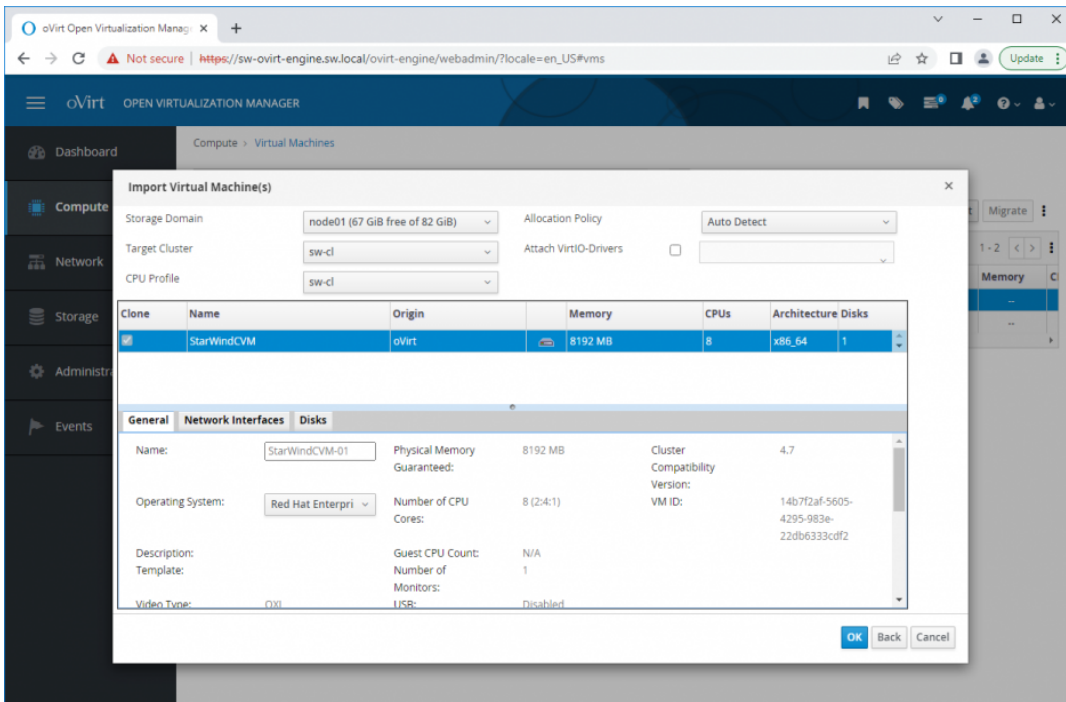 oVirt Open Virtualization Manag
Not secure https://sw-ovirt-engine.sw.local/ovirt-engine/webadmin/?locale=en_US#vms Update
oVirt OPEN VIRTUALIZATION MANAGER 0 2
Dashboard
Compute
Network
Storage
Administra
Events
Compute > Virtual Machines
Migrate
1 - 2
Memory
--
--
Import Virtual Machine(s)
Storage Domain node01 (67 GiB free of 82 GiB) Allocation Policy Auto Detect
Target Cluster sw-cl Attach VirtIO-Drivers
CPU Profile sw-cl
Clone Name Origin Memory CPUs Architecture Disks
StarWindCVM oVirt 8192 MB 8 x86_64 1
General Network Interfaces Disks
Name: StarWindCVM-01 Physical Memory Guaranteed: 8192 MB Cluster Compatibility Version: 4.7
Operating System: Red Hat Enterpri Number of CPU Cores: 8 (2:4:1) VM ID: 14b7f2af-5605-4295-983e-22db6333cdf2
Description: Guest CPU Count: N/A
Template: Number of Monitors: 1
Video Type: QXL USB: Disabled
OK Back Cancel